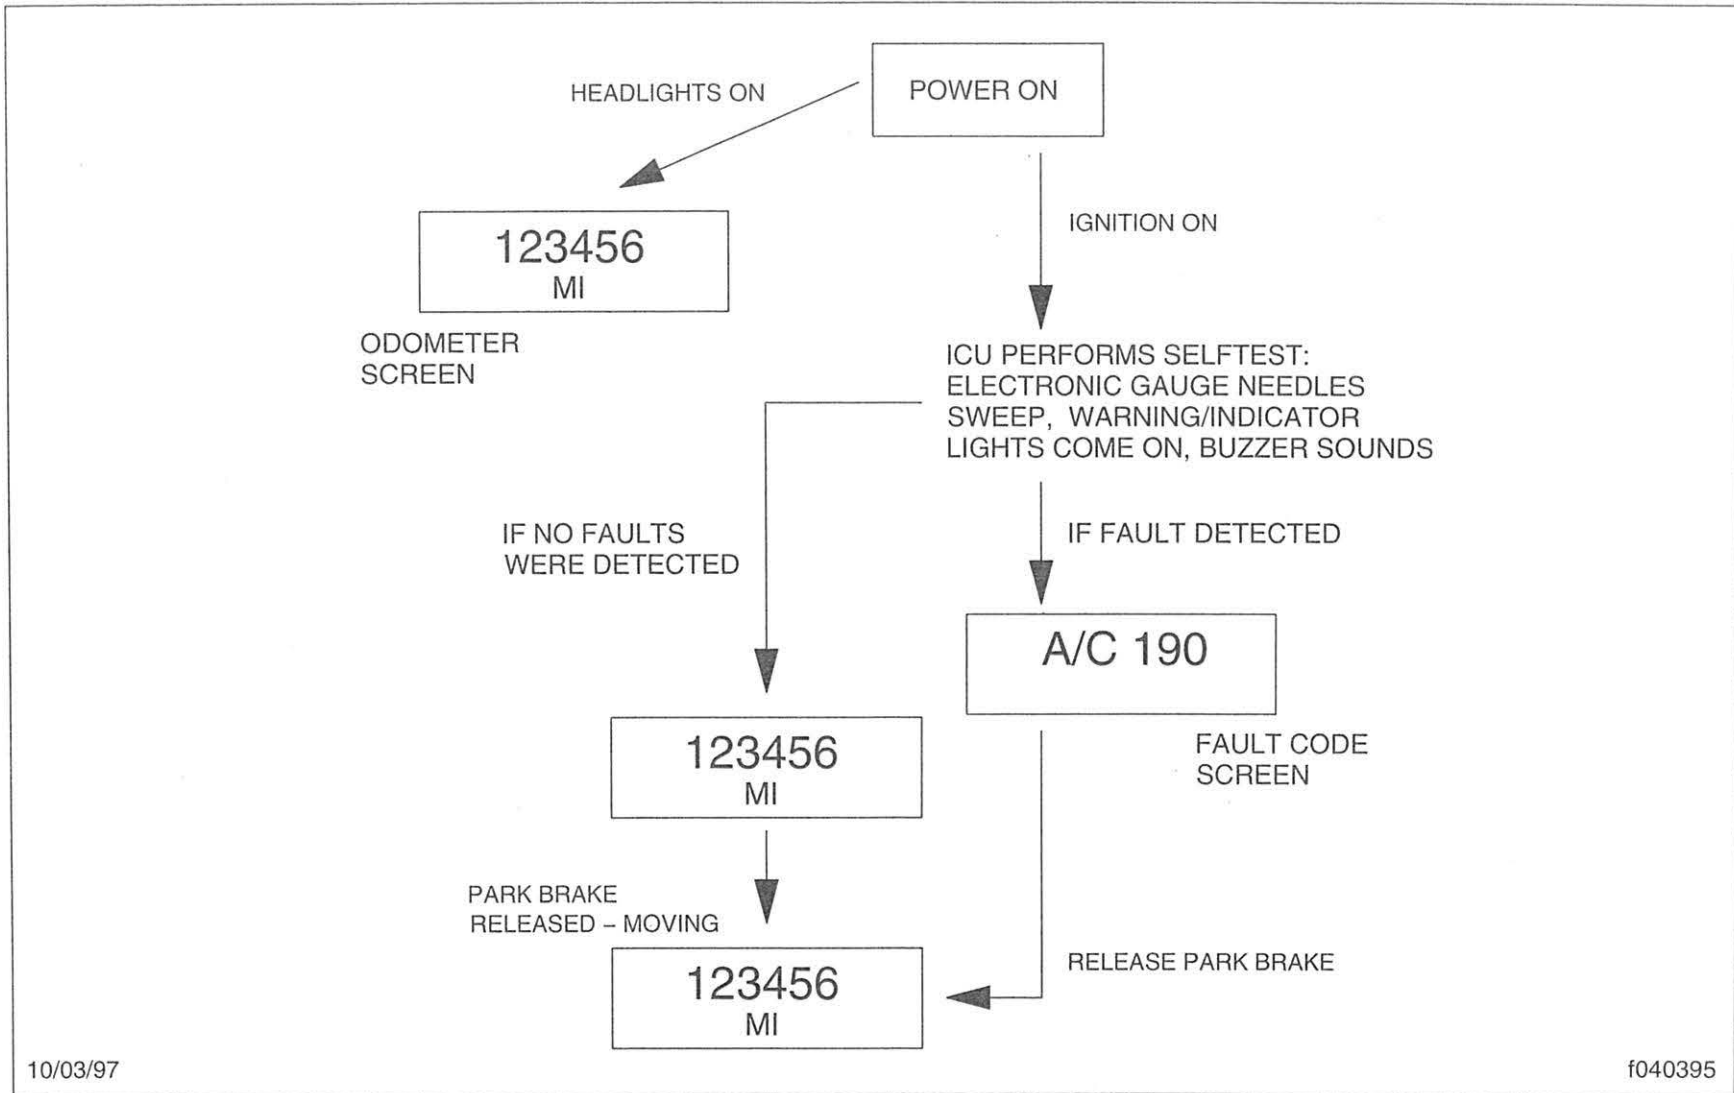 POWER ON
HEADLIGHTS ON
123456
MI
ODOMETER
SCREEN
IGNITION ON
ICU PERFORMS SELFTEST:
ELECTRONIC GAUGE NEEDLES
SWEEP, WARNING/INDICATOR
LIGHTS COME ON, BUZZER SOUNDS
IF NO FAULTS
WERE DETECTED
IF FAULT DETECTED
A/C 190
FAULT CODE
SCREEN
123456
MI
PARK BRAKE
RELEASED – MOVING
RELEASE PARK BRAKE
123456
MI
10/03/97
f040395